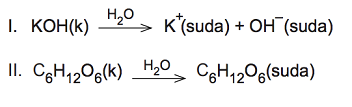 I. KOH(k) H₂O→ K⁺(suda) + OH⁻(suda)
II. C₆H₁₂O₆(k) H₂O→ C₆H₁₂O₆(suda)